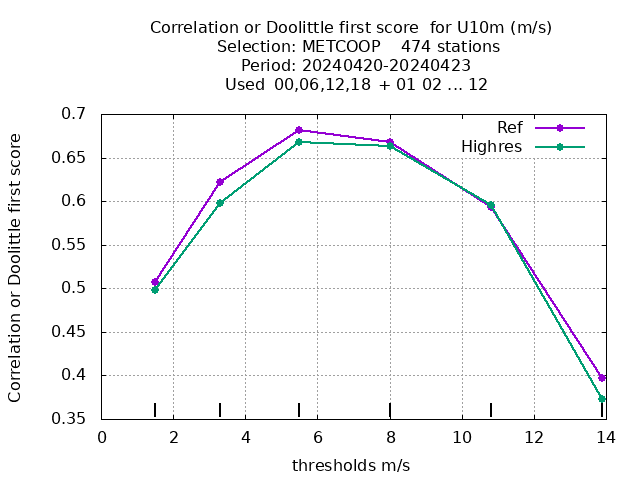 Correlation or Doolittle first score  for U10m (m/s)
Selection: METCOOP    474 stations
Period: 20240420-20240423
Used  00,06,12,18 + 01 02 ... 12
Ref
Highres
Correlation or Doolittle first score
0.7
0.65
0.6
0.55
0.5
0.45
0.4
0.35
0 2 4 6 8 10 12 14
thresholds m/s